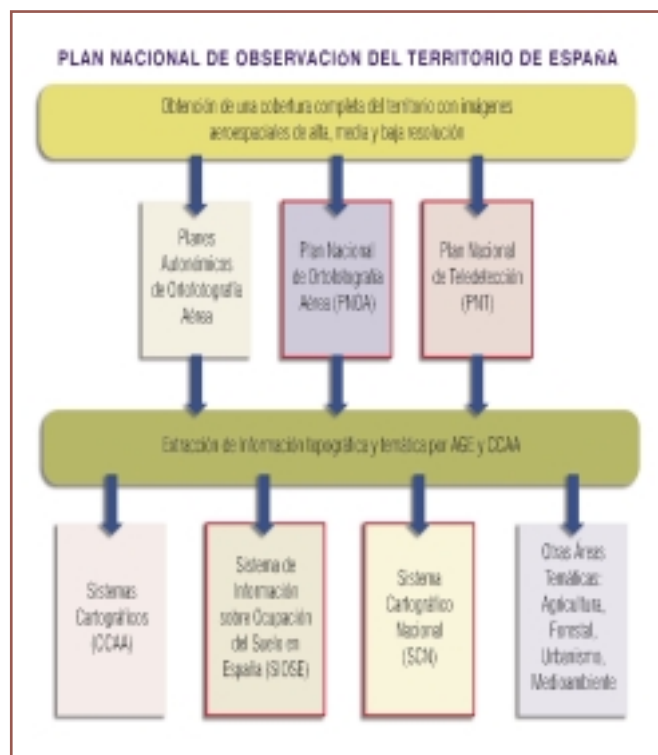 PLAN NACIONAL DE OBSERVACIÓN DEL TERRITORIO DE ESPAÑA
Obtención de una cobertura completa del territorio con imágenes
aeroespaciales de alta, media y baja resolución
Planes
Autonómicos
de Ortofotografía
Aérea
Plan Nacional
de Ortofotografía
Aérea (PNOA)
Plan Nacional
de Teledetección
(PNT)
Extracción de información topográfica y temática por AGE y CCAA
Sistemas
Cartográficos
(CCAA)
Sistema de
Información
sobre Ocupación
del Suelo en
España (SIOSE)
Sistema
Cartográfico
Nacional
(SCN)
Otras Áreas
Temáticas:
Agricultura,
Forestal,
Urbanismo,
Medioambiente